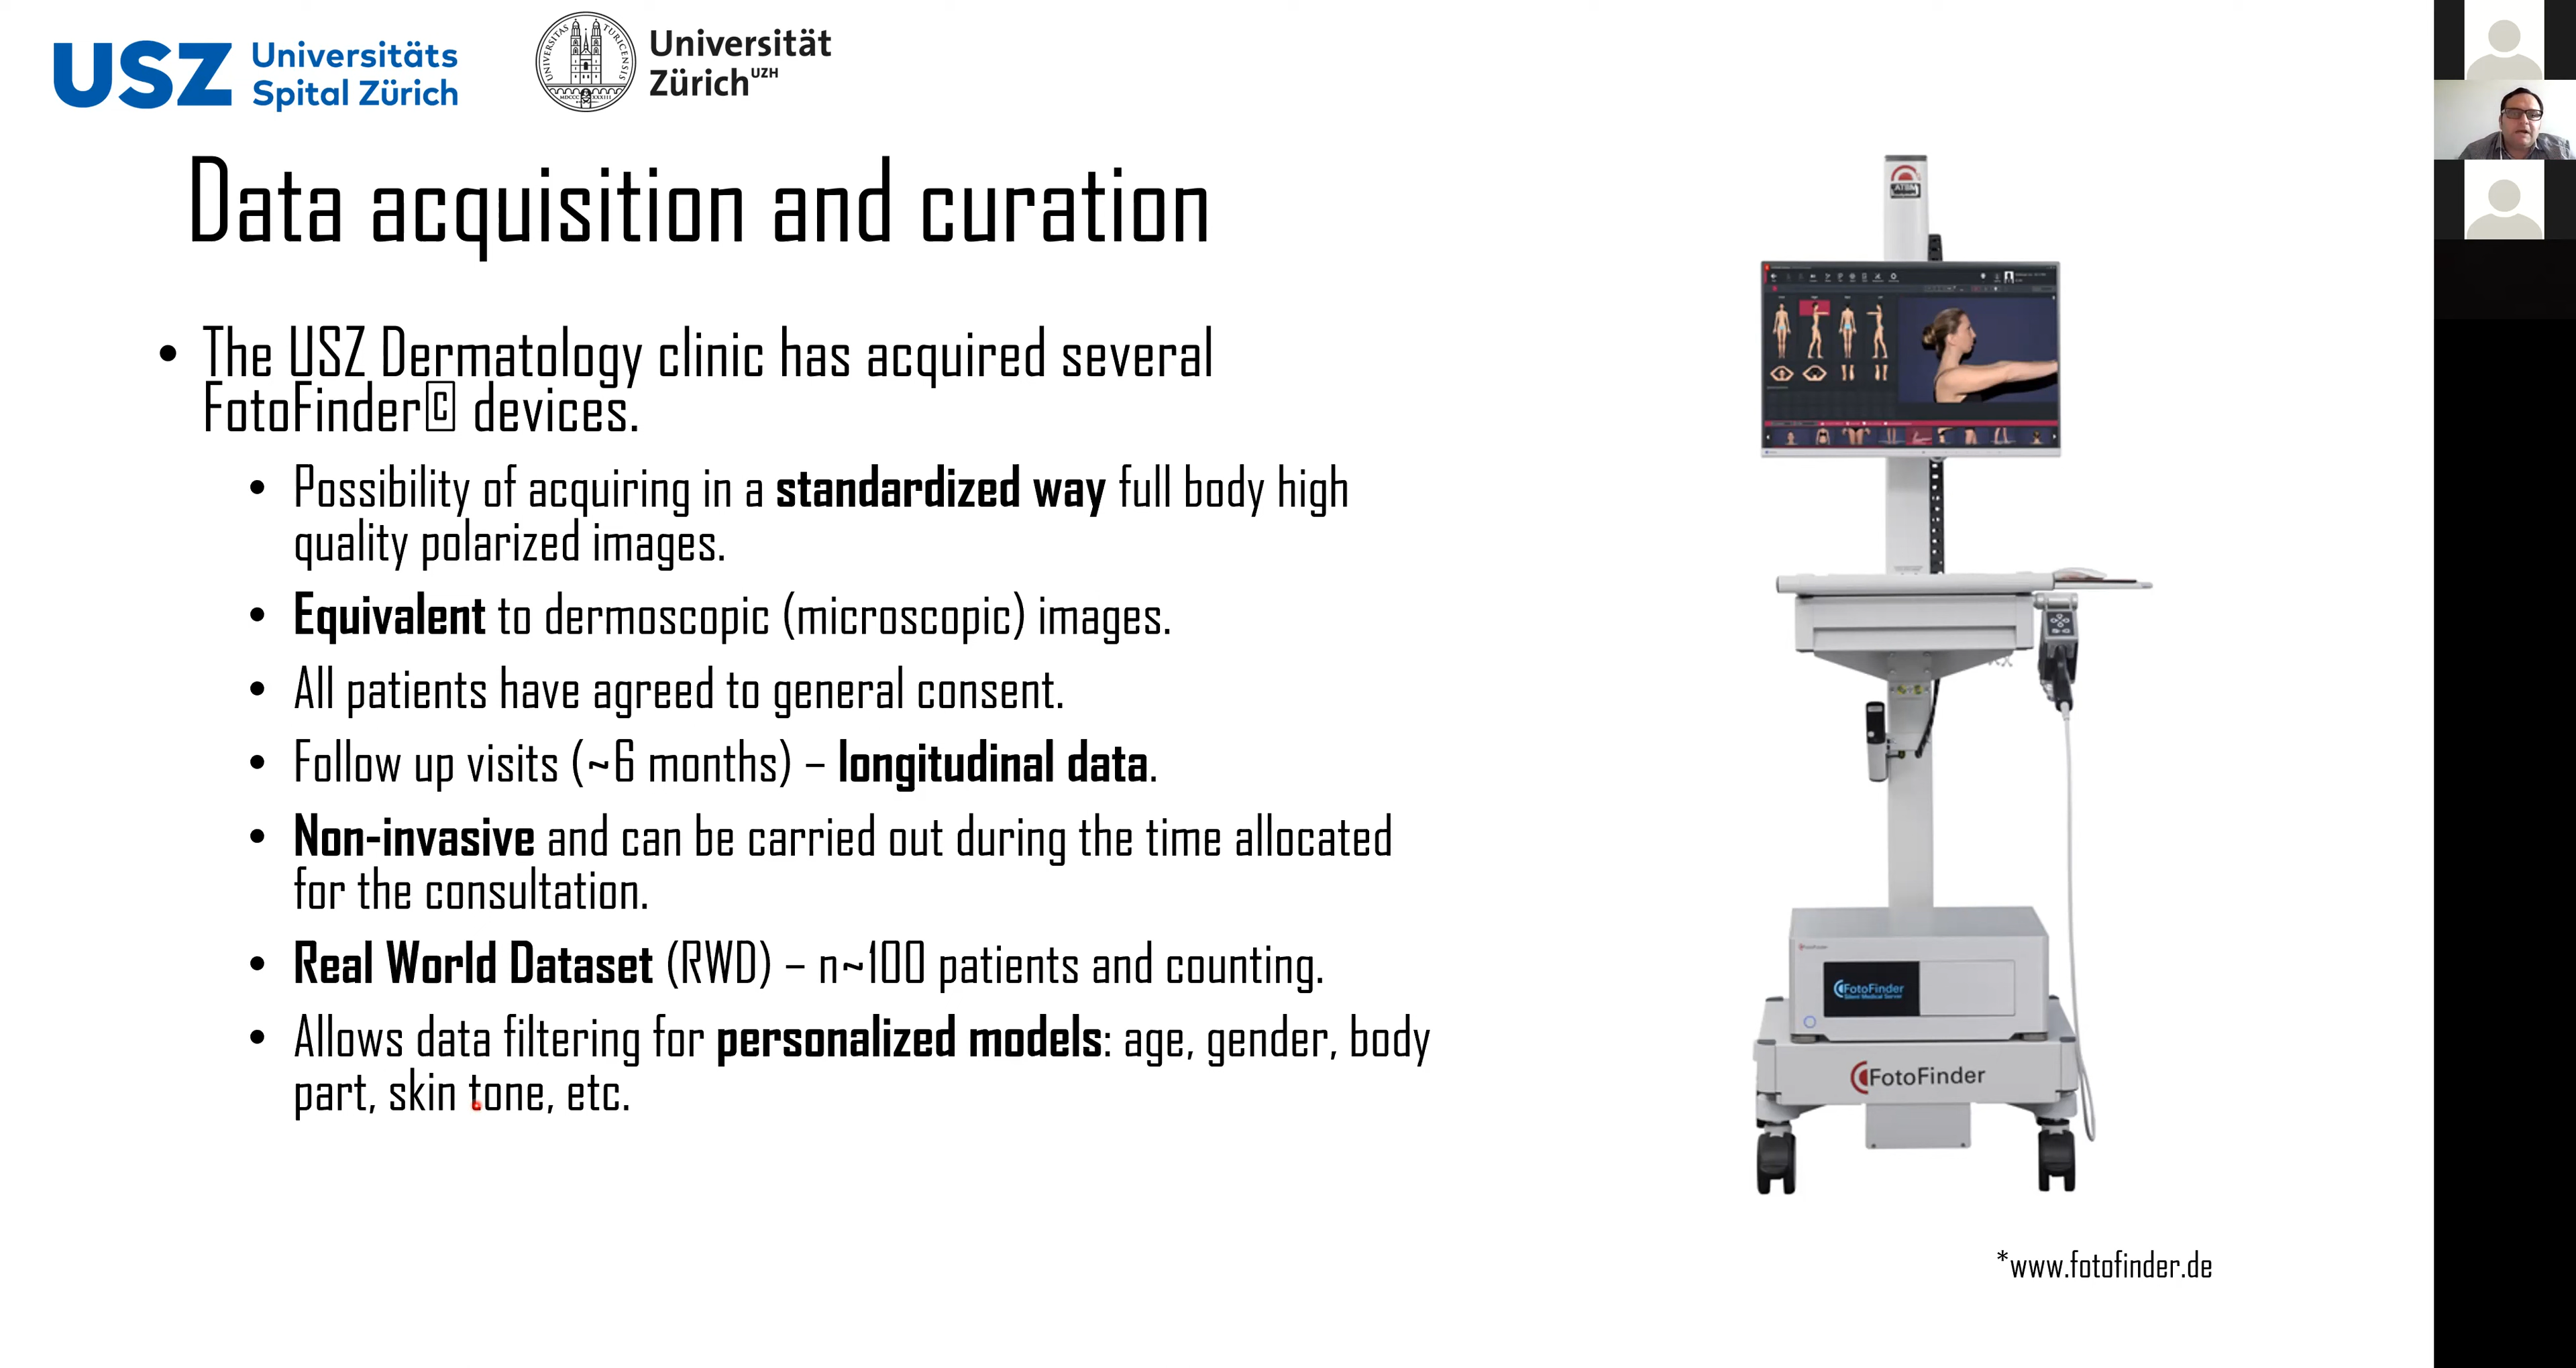 USZ Universitäts
Spital Zürich
Universität
Zürich UZH
Data acquisition and curation
• The USZ Dermatology clinic has acquired several
FotoFinder© devices.
• Possibility of acquiring in a standardized way full body high
quality polarized images.
• Equivalent to dermoscopic (microscopic) images.
• All patients have agreed to general consent.
• Follow up visits (~6 months) – longitudinal data.
• Non-invasive and can be carried out during the time allocated
for the consultation.
• Real World Dataset (RWD) – n~100 patients and counting.
• Allows data filtering for personalized models: age, gender, body
part, skin tone, etc.
ATBM
FotoFinder
Silent Medical Server
FotoFinder
*www.fotofinder.de